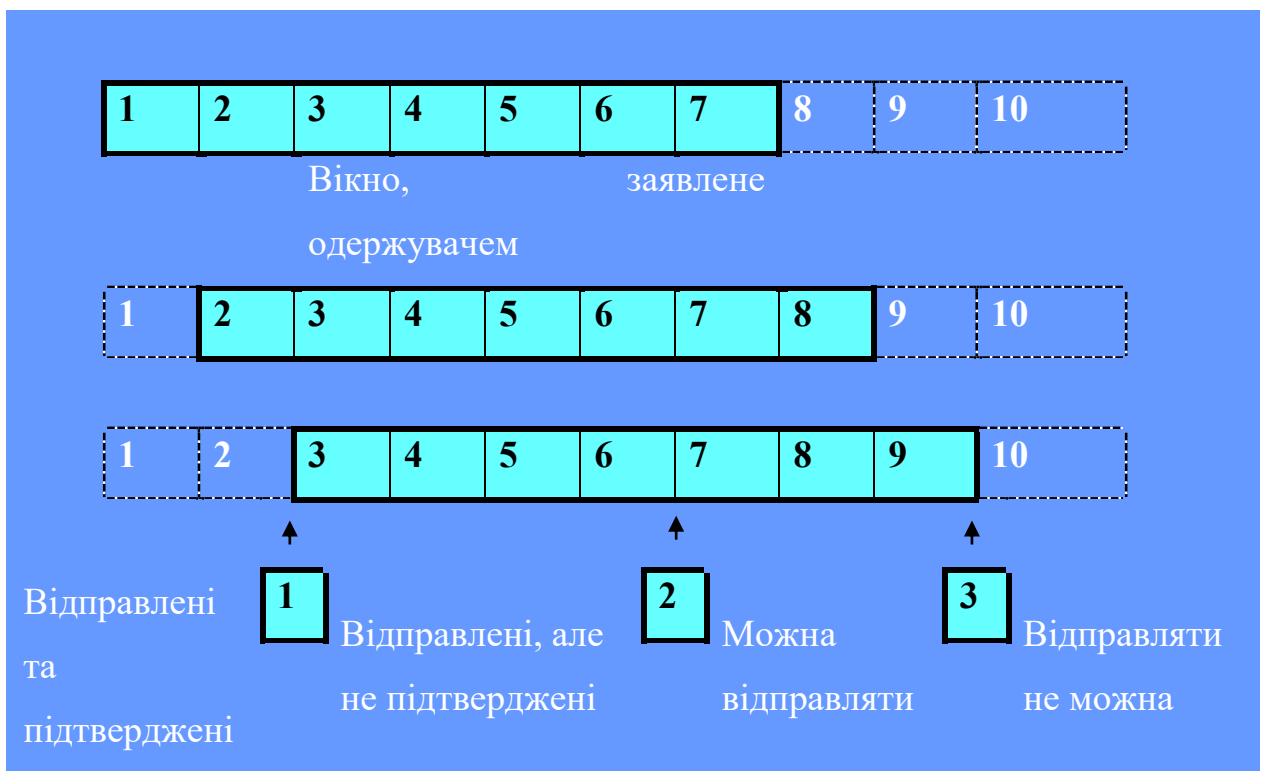 1 2 3 4 5 6 7 8 9 10
Вікно, заявлене
одержувачем
1 2 3 4 5 6 7 8 9 10
1 2 3 4 5 6 7 8 9 10
1 2 3
Відправлені
та
підтверджені
Відправлені, але
не підтверджені
Можна
відправляти
Відправляти
не можна